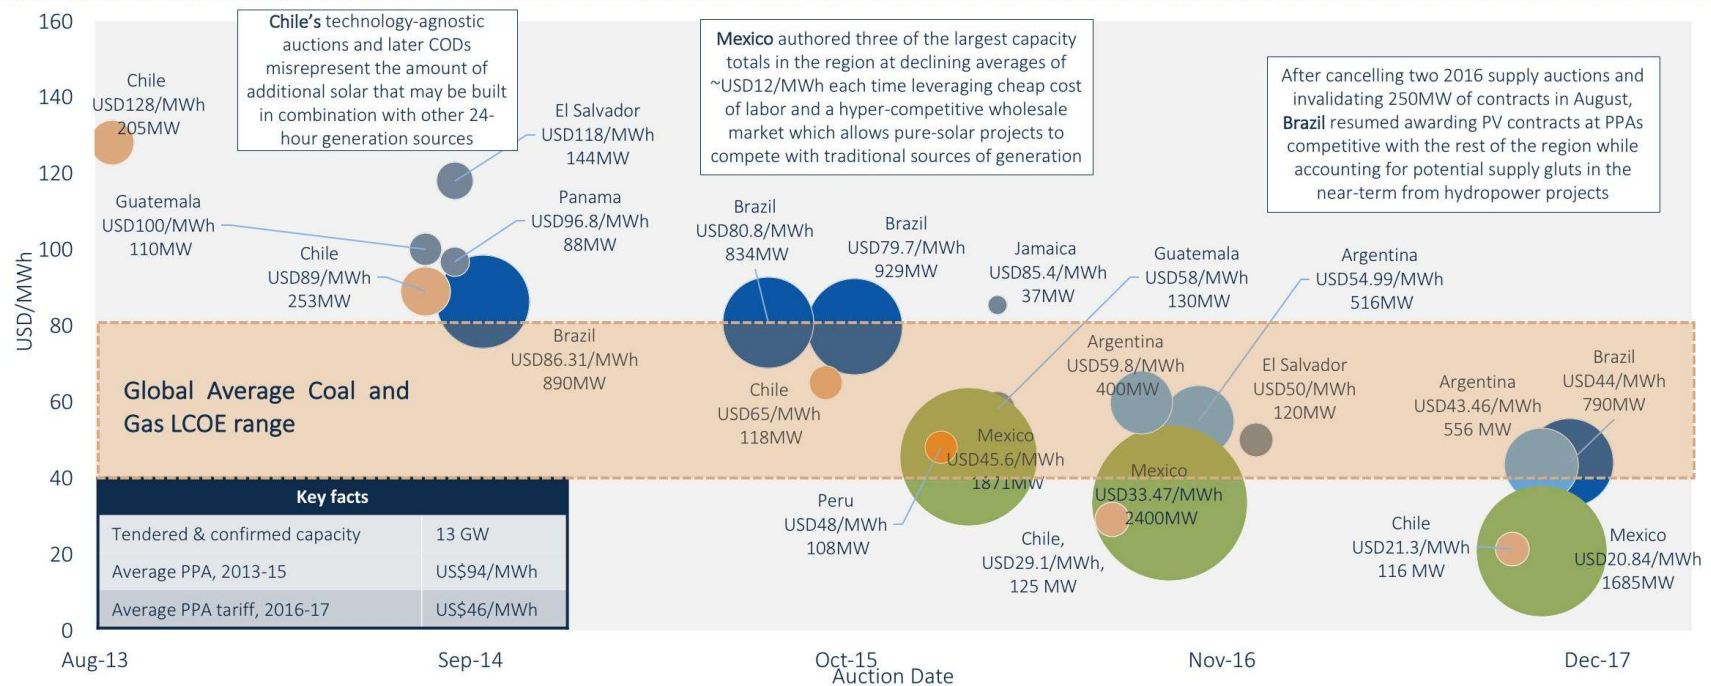 160
140
120
100
80
60
40
20
0
USD/MWh
Chile
USD128/MWh
205MW
Chile's technology-agnostic
auctions and later CODs
misrepresent the amount of
additional solar that may be built
in combination with other 24-
hour generation sources
El Salvador
USD118/MWh
144MW
Guatemala
USD100/MWh
110MW
Panama
USD96.8/MWh
88MW
Chile
USD89/MWh
253MW
Brazil
USD86.31/MWh
890MW
Mexico authored three of the largest capacity
totals in the region at declining averages of
~USD12/MWh each time leveraging cheap cost
of labor and a hyper-competitive wholesale
market which allows pure-solar projects to
compete with traditional sources of generation
Brazil
USD80.8/MWh
834MW
Brazil
USD79.7/MWh
929MW
Chile
USD65/MWh
118MW
Jamaica
USD85.4/MWh
37MW
Guatemala
USD58/MWh
130MW
Argentina
USD54.99/MWh
516MW
After cancelling two 2016 supply auctions and
invalidating 250MW of contracts in August,
Brazil resumed awarding PV contracts at PPAs
competitive with the rest of the region while
accounting for potential supply gluts in the
near-term from hydropower projects
Argentina
USD59.8/MWh
400MW
El Salvador
USD50/MWh
120MW
Argentina
USD43.46/MWh
556 MW
Brazil
USD44/MWh
790MW
Mexico
USD45.6/MWh
1871MW
Peru
USD48/MWh
108MW
Mexico
USD33.47/MWh
2400MW
Chile,
USD29.1/MWh,
125 MW
Chile
USD21.3/MWh
116 MW
Mexico
USD20.84/MWh
1685MW
Global Average Coal and
Gas LCOE range
Key facts
Tendered & confirmed capacity 13 GW
Average PPA, 2013-15 US$94/MWh
Average PPA tariff, 2016-17 US$46/MWh
Aug-13 Sep-14 Oct-15 Nov-16 Dec-17
Auction Date